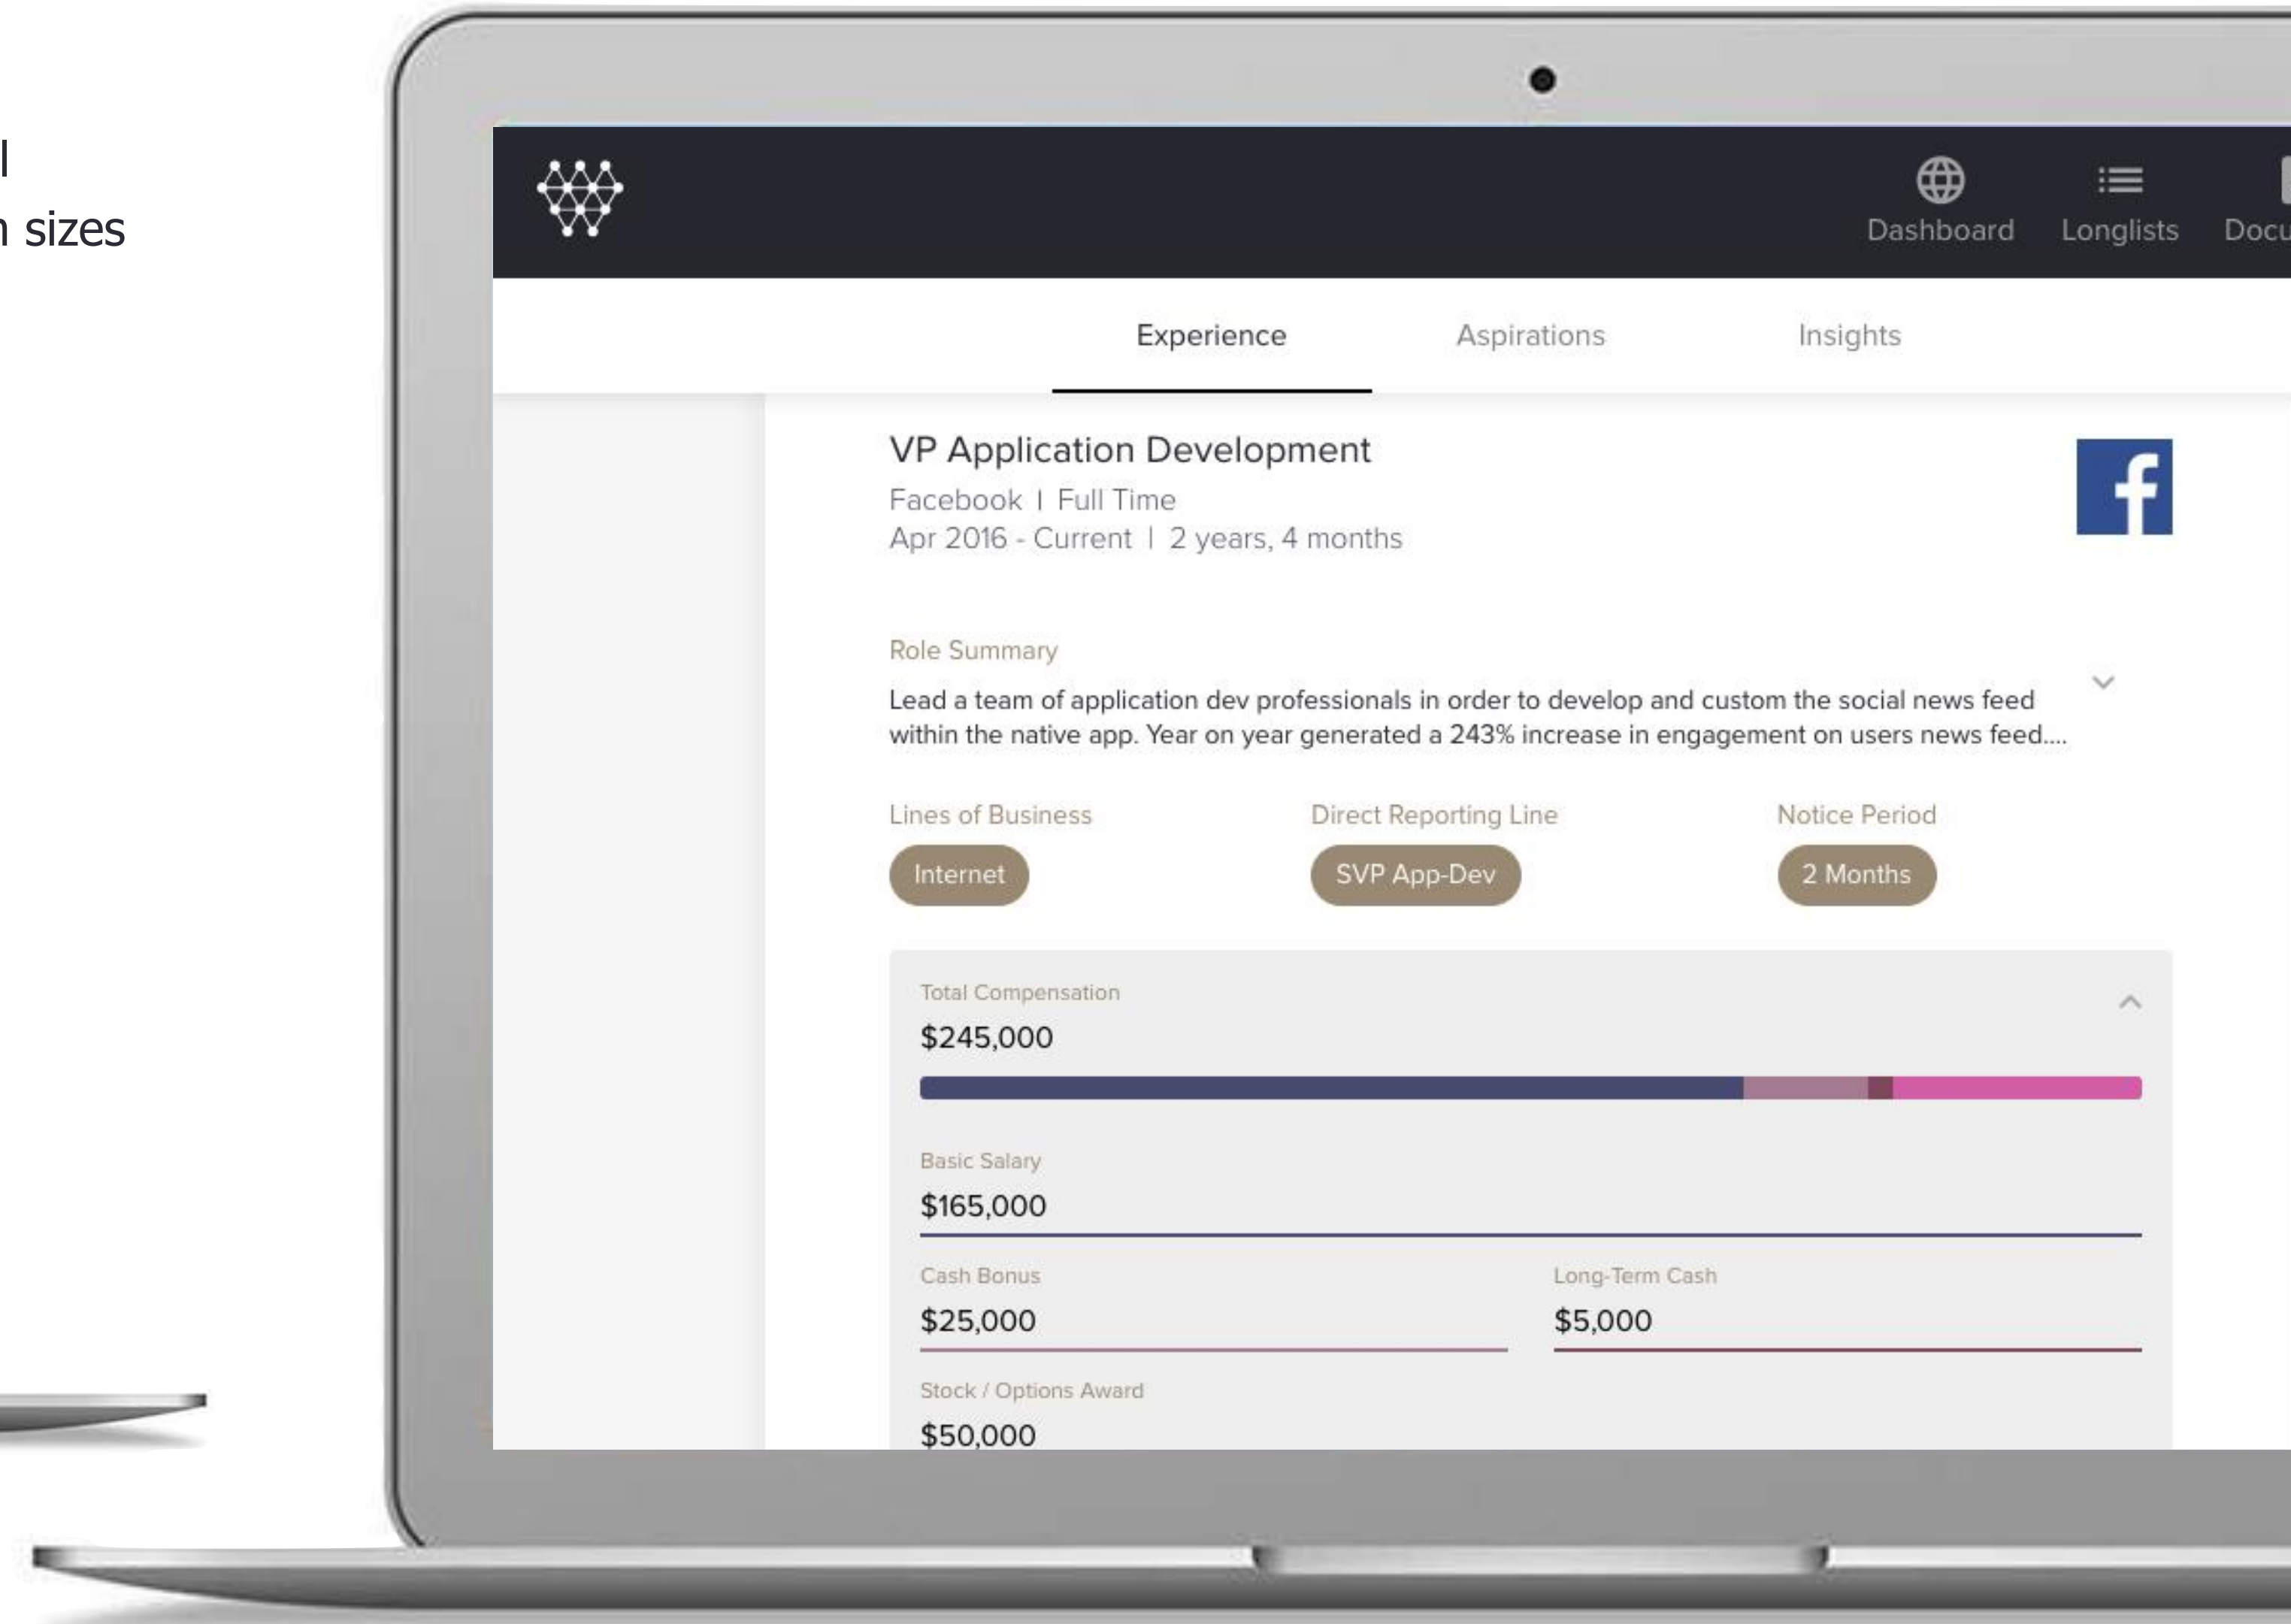 sizes
Dashboard Longlists
Experience Aspirations Insights
VP Application Development
Facebook | Full Time
Apr 2016 - Current | 2 years, 4 months
Role Summary
Lead a team of application dev professionals in order to develop and custom the social news feed
within the native app. Year on year generated a 243% increase in engagement on users news feed....
Lines of Business Direct Reporting Line Notice Period
Internet SVP App-Dev 2 Months
Total Compensation
$245,000
Basic Salary
$165,000
Cash Bonus Long-Term Cash
$25,000 $5,000
Stock / Options Award
$50,000